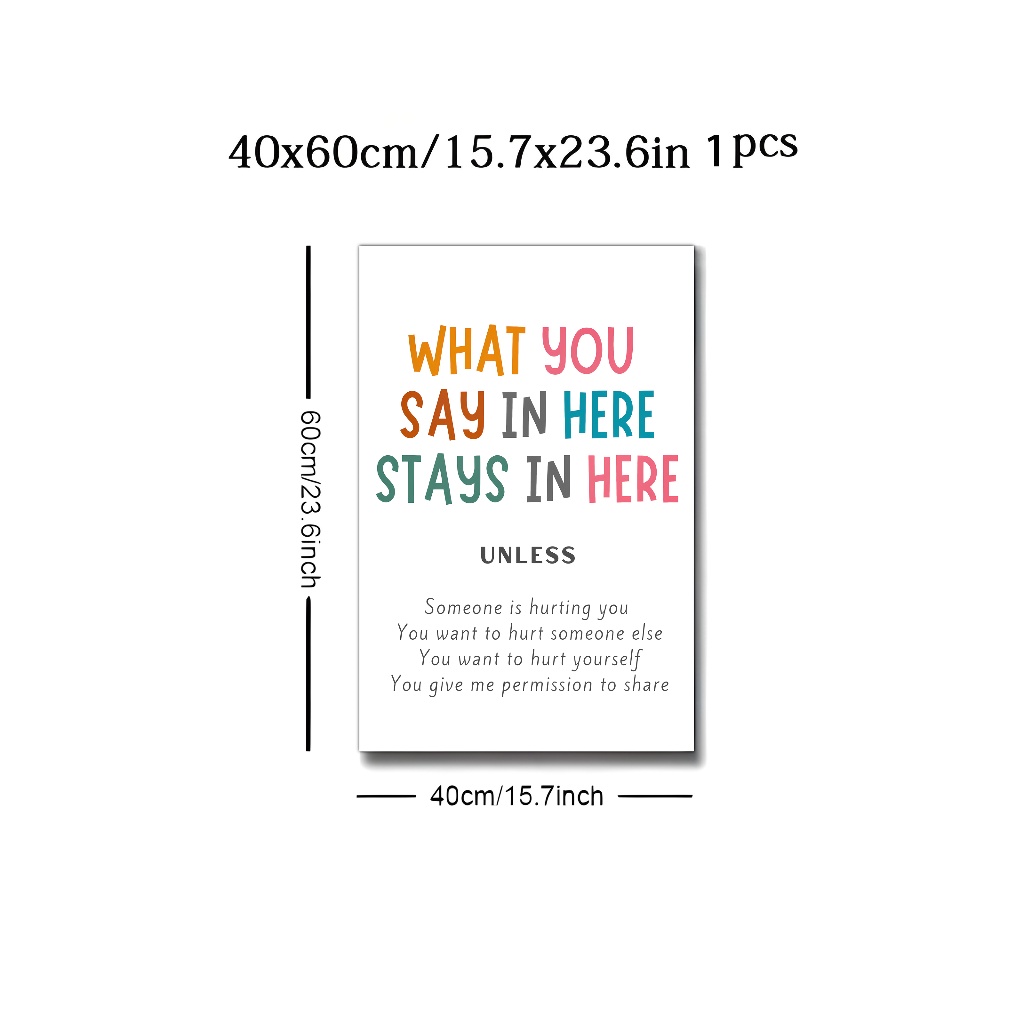 40x60cm/15.7x23.6in 1pcs
60cm/23.6inch
WHAT YOU
SAY IN HERE
STAYS IN HERE
UNLESS
Someone is hurting you
You want to hurt someone else
You want to hurt yourself
You give me permission to share
40cm/15.7inch